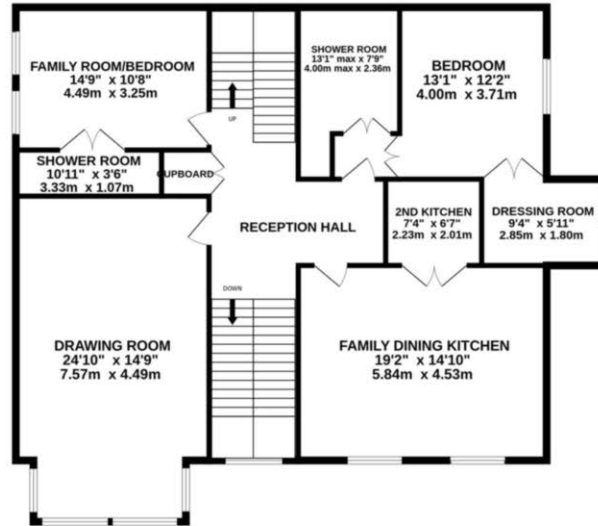 FAMILY ROOM/BEDROOM
14'9" x 10'8"
4.49m x 3.25m
SHOWER ROOM
13'1" max x 7'9"
4.00m max x 2.36m
BEDROOM
13'1" x 12'2"
4.00m x 3.71m
UP
SHOWER ROOM
10'11" x 3'6"
3.33m x 1.07m
CUPBOARD
RECEPTION HALL
2ND KITCHEN
7'4" x 6'7"
2.23m x 2.01m
DRESSING ROOM
9'4" x 5'11"
2.85m x 1.80m
DOWN
DRAWING ROOM
24'10" x 14'9"
7.57m x 4.49m
FAMILY DINING KITCHEN
19'2" x 14'10"
5.84m x 4.53m